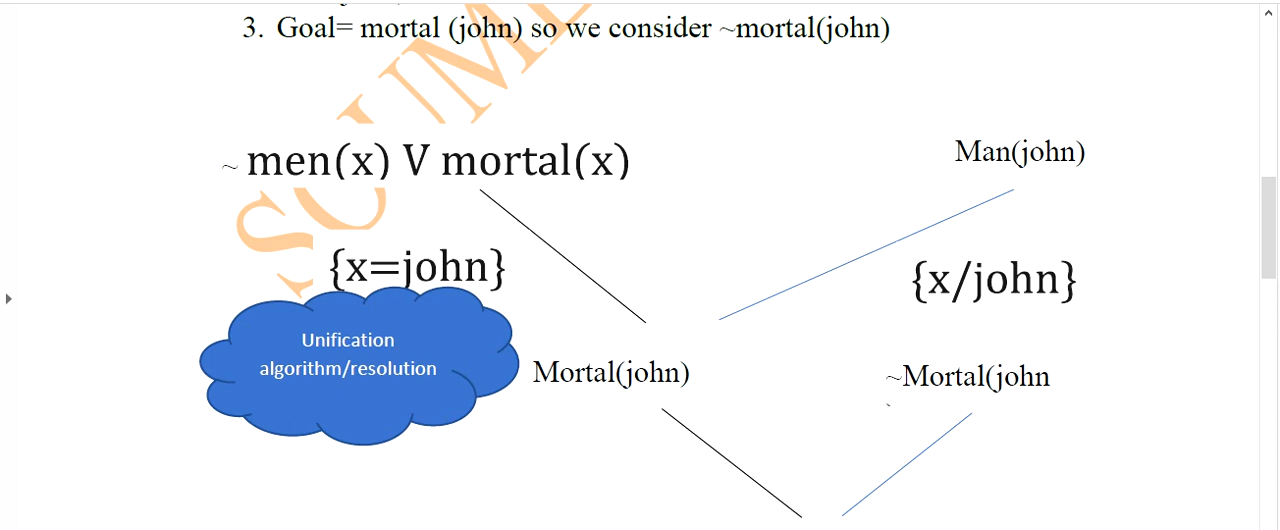 3. Goal= mortal (john) so we consider ~mortal(john)
~ men(x) V mortal(x)
Man(john)
{x=john}
{x/john}
Unification
algorithm/resolution
Mortal(john)
~Mortal(john